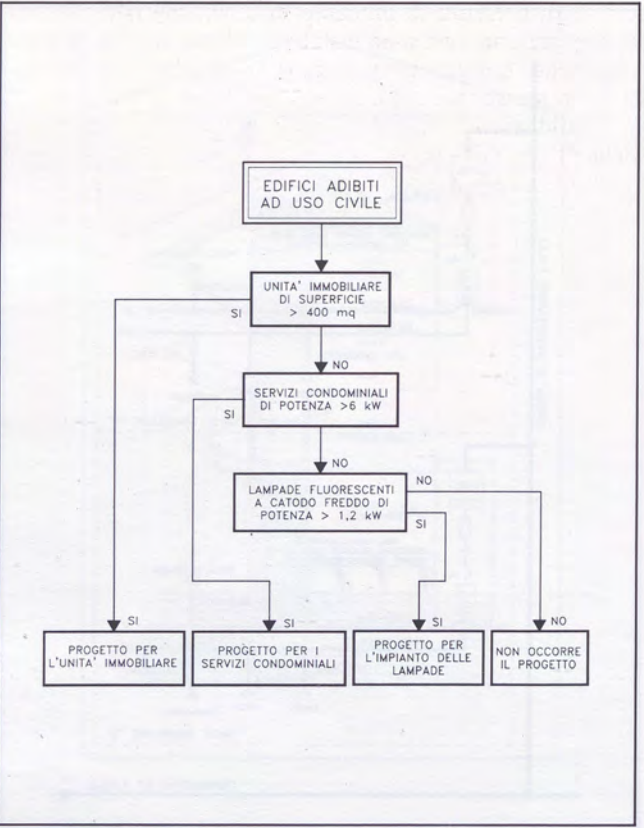 EDIFICI ADIBITI
AD USO CIVILE
UNITA' IMMOBILIARE
DI SUPERFICIE
> 400 mq
SI
NO
SERVIZI CONDOMINIALI
DI POTENZA >6 kW
SI
NO
LAMPADE FLUORESCENTI
A CATODO FREDDO DI
POTENZA > 1,2 kW
NO
SI
SI
SI
SI
NO
PROGETTO PER
L'UNITA' IMMOBILIARE
PROGETTO PER I
SERVIZI CONDOMINIALI
PROGETTO PER
L'IMPIANTO DELLE
LAMPADE
NON OCCORRE
IL PROGETTO